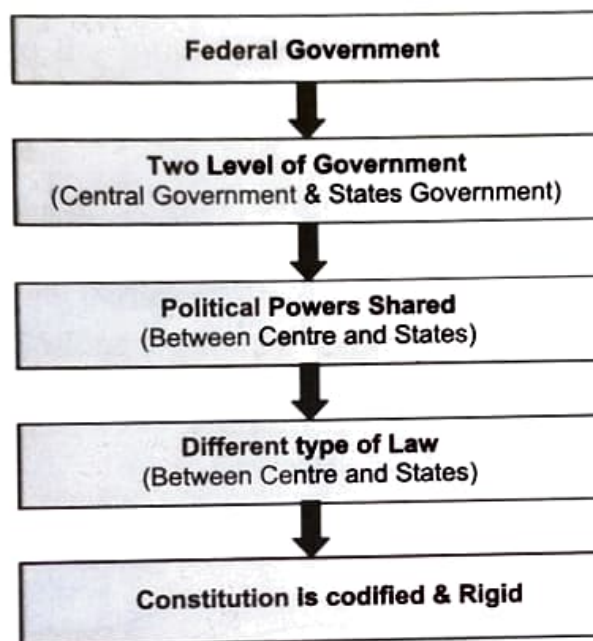 Federal Government
Two Level of Government
(Central Government & States Government)
Political Powers Shared
(Between Centre and States)
Different type of Law
(Between Centre and States)
Constitution is codified & Rigid